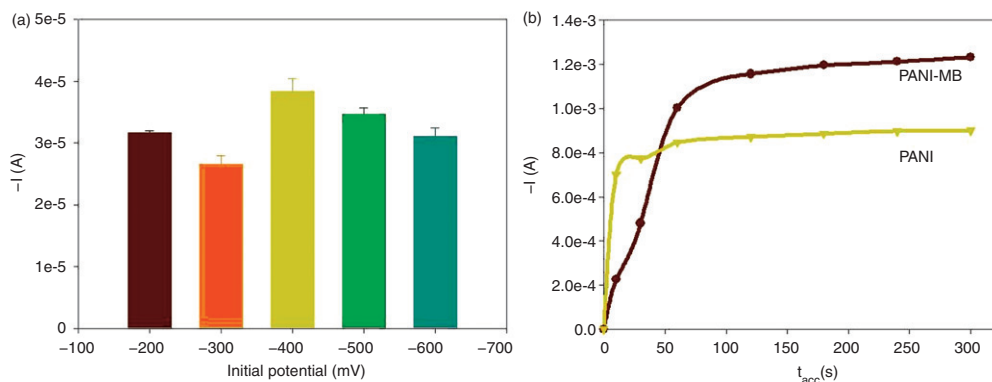 (a)
5e-5
4e-5
3e-5
2e-5
1e-5
0
–I (A)
–100 –200 –300 –400 –500 –600 –700
Initial potential (mV)
(b)
1.4e-3
1.2e-3
1.0e-3
8.0e-4
6.0e-4
4.0e-4
2.0e-4
0.0
–I (A)
PANI-MB
PANI
0 50 100 150 200 250 300
tacc(s)